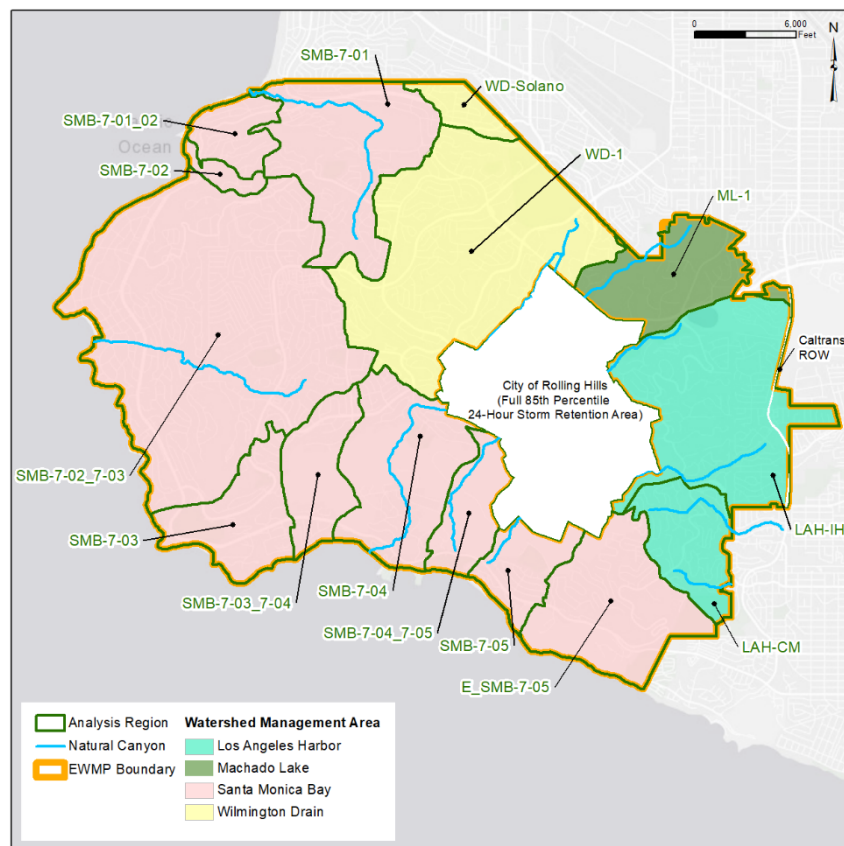 0
6,000
Feet
N
SMB-7-01
WD-Solano
SMB-7-01_02
Ocean
SMB-7-02
WD-1
ML-1
Caltrans
ROW
City of Rolling Hills
(Full 85th Percentile
24-Hour Storm Retention Area)
SMB-7-02_7-03
SMB-7-03
LAH-IH
SMB-7-03_7-04
SMB-7-04
SMB-7-04_7-05
SMB-7-05
LAH-CM
E_SMB-7-05
Analysis Region
Natural Canyon
EWMP Boundary
Watershed Management Area
Los Angeles Harbor
Machado Lake
Santa Monica Bay
Wilmington Drain